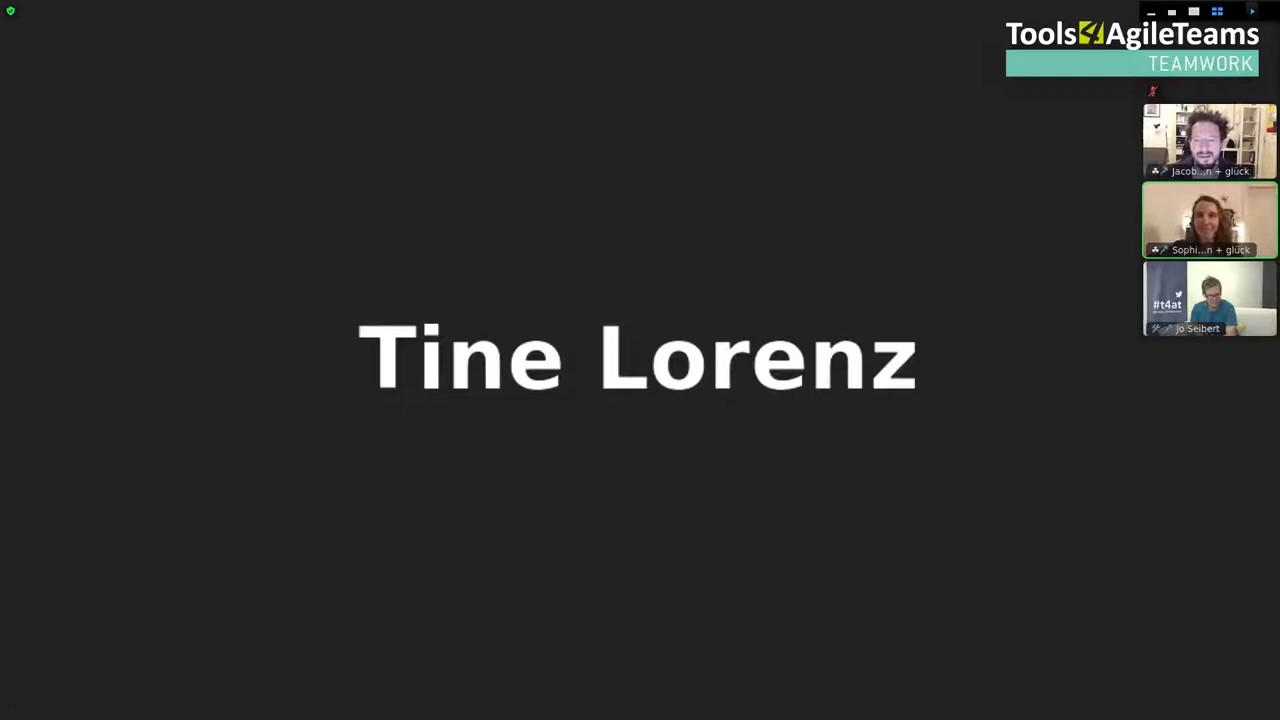 Tools4AgileTeams
TEAMWORK
Jacob...n + glück
Sophi...n + glück
#t4at
Jo Seibert
Tine Lorenz